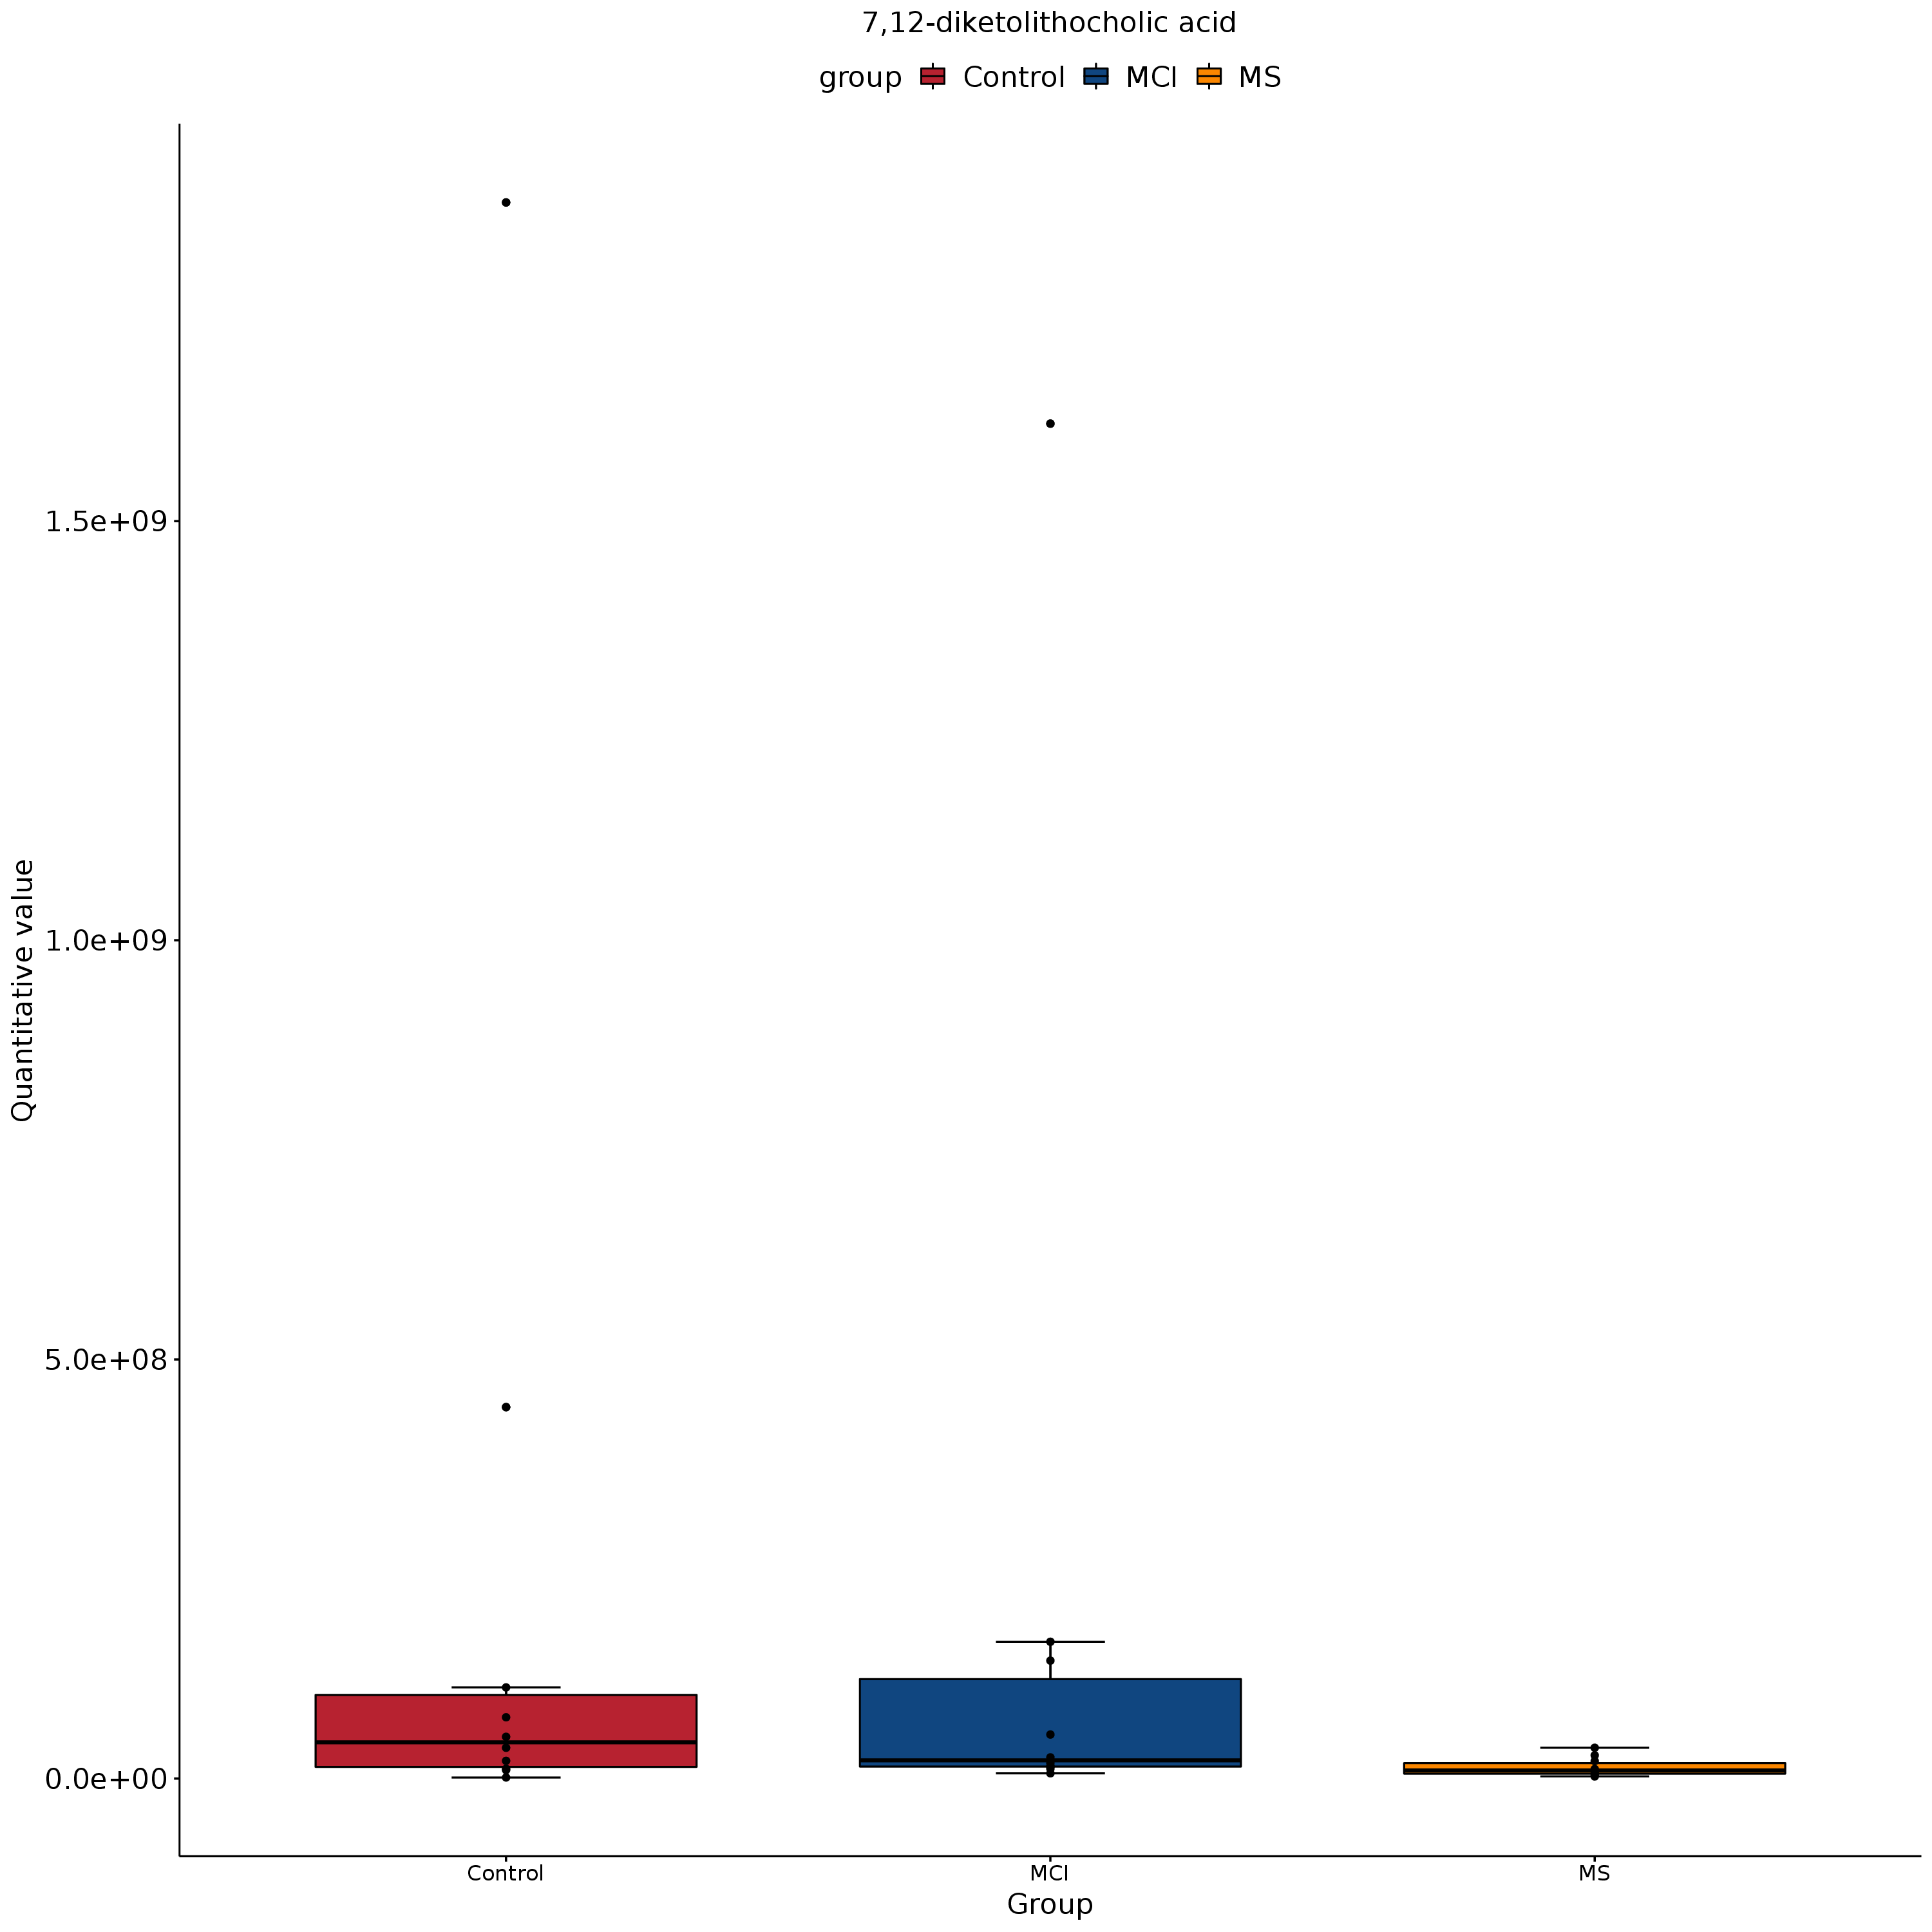 7,12-diketolithocholic acid
group Control MCI MS
Quantitative value
1.5e+09
1.0e+09
5.0e+08
0.0e+00
Control MCI MS
Group